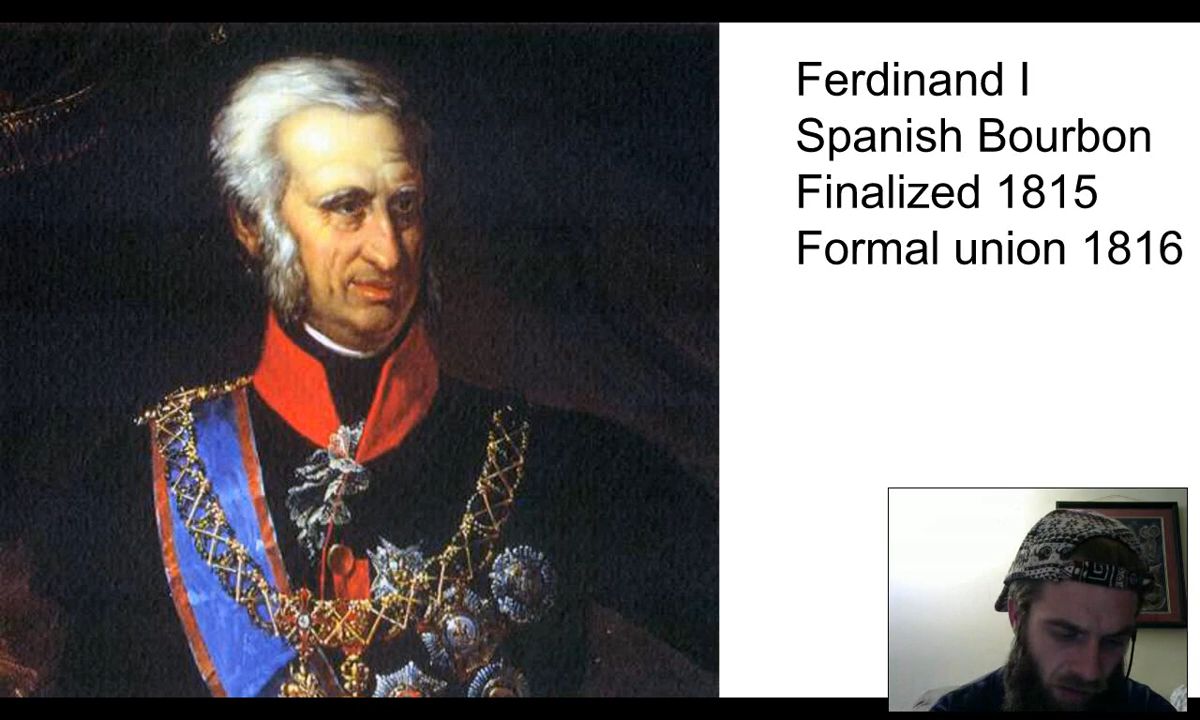 Ferdinand I
Spanish Bourbon
Finalized 1815
Formal union 1816